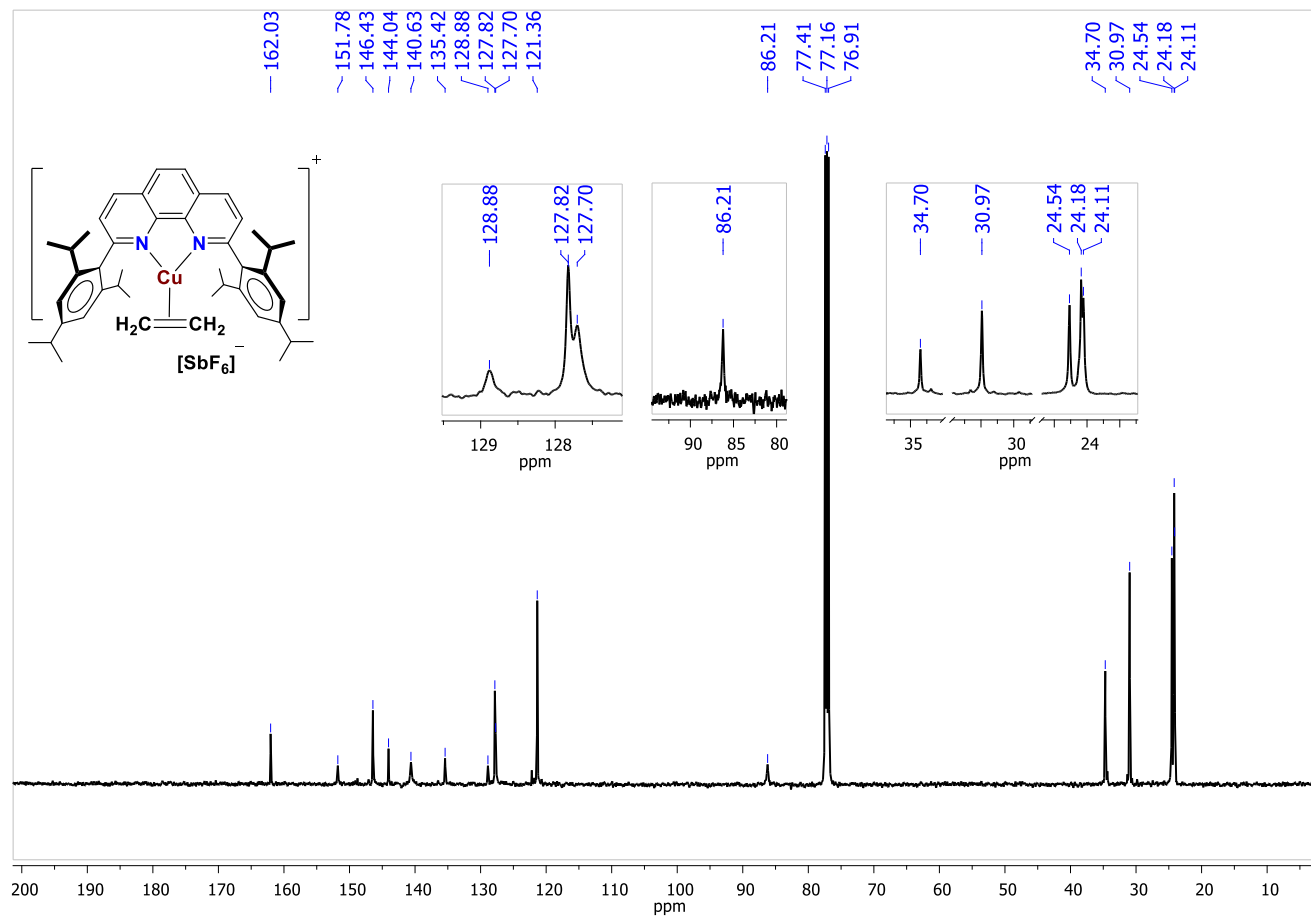 162.03
151.78
146.43
144.04
140.63
135.42
128.88
127.82
127.70
121.36
86.21
77.41
77.16
76.91
34.70
30.97
24.54
24.18
24.11
+
N N
Cu
H2C CH2
[SbF6]−
128.88
127.82
127.70
129 128
ppm
86.21
90 85 80
ppm
34.70
30.97
24.54
24.18
24.11
35 30 24
ppm
200 190 180 170 160 150 140 130 120 110 100 90 80 70 60 50 40 30 20 10
ppm